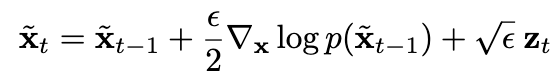 x̃ₜ = x̃ₜ₋₁ + ϵ/2 ∇ₓ log p(x̃ₜ₋₁) + √ϵ zₜ